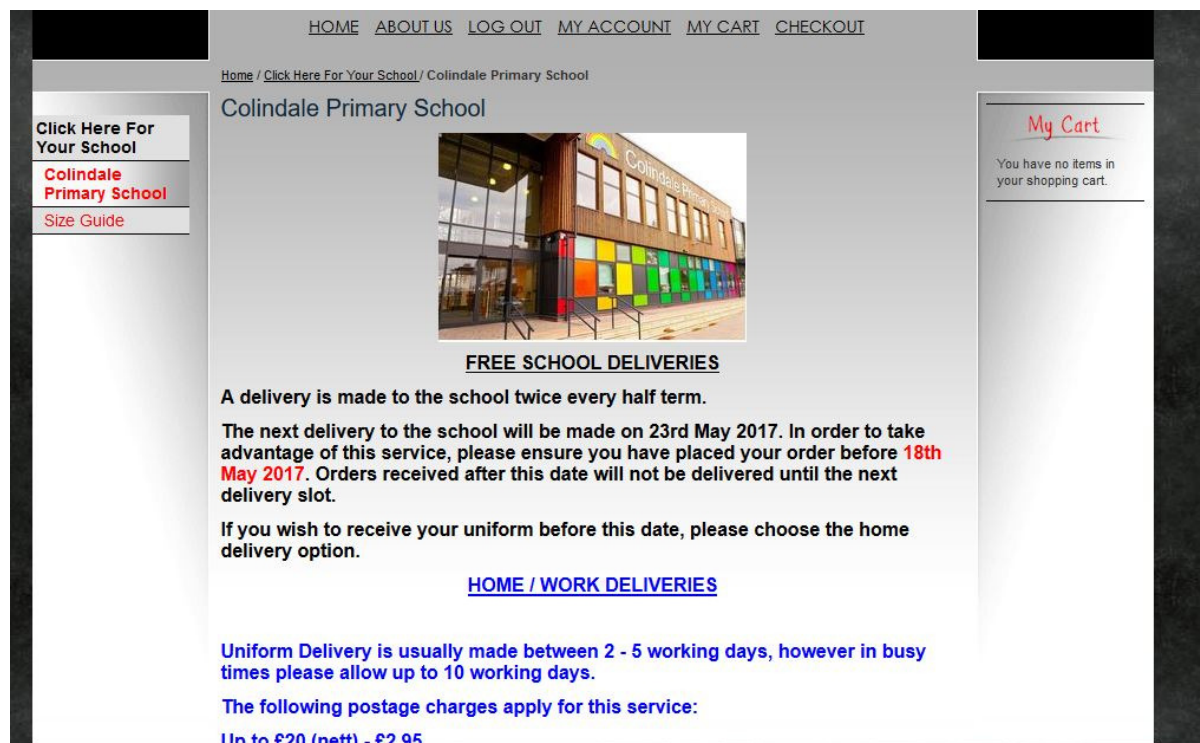 HOME ABOUT US LOG OUT MY ACCOUNT MY CART CHECKOUT
Home / Click Here For Your School / Colindale Primary School
Click Here For
Your School
Colindale
Primary School
Size Guide
Colindale Primary School
Colindale Primary School
FREE SCHOOL DELIVERIES
A delivery is made to the school twice every half term.
The next delivery to the school will be made on 23rd May 2017. In order to take
advantage of this service, please ensure you have placed your order before 18th
May 2017. Orders received after this date will not be delivered until the next
delivery slot.
If you wish to receive your uniform before this date, please choose the home
delivery option.
HOME / WORK DELIVERIES
Uniform Delivery is usually made between 2 - 5 working days, however in busy
times please allow up to 10 working days.
The following postage charges apply for this service:
Up to £20 (nett) - £2.95
My Cart
You have no items in
your shopping cart.